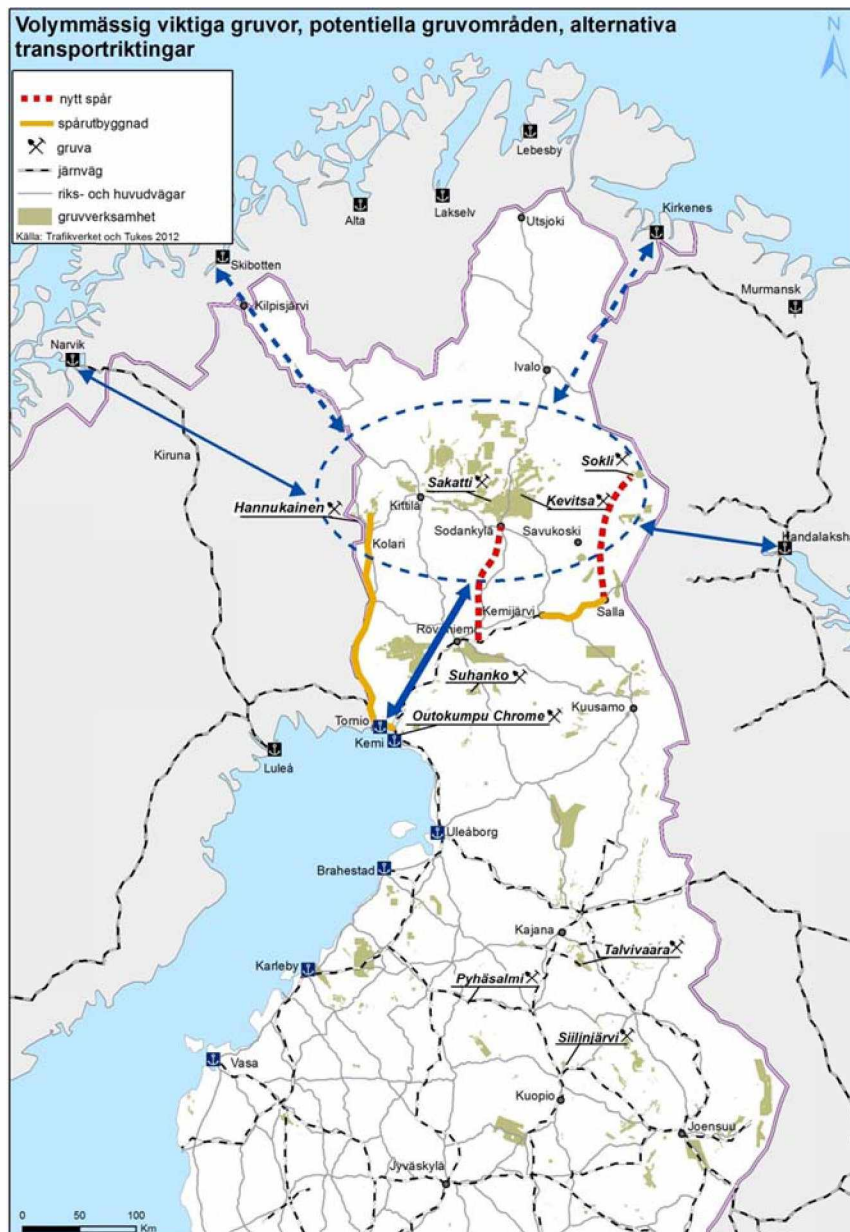 Volymmässig viktiga gruvor, potentiella gruvområden, alternativa
transportriktingar
N
nytt spår
spårutbyggnad
gruva
järnväg
riks- och huvudvägar
gruvverksamhet
Källa: Trafikverket och Tukes 2012
Lebesby
Alta
Lakselv
Utsjoki
Kirkenes
Skibotten
Kilpisjärvi
Murmansk
Narvik
Ivalo
Kiruna
Sokli
Sakatti
Kevitsa
Hannukainen
Kittilä
Kolari
Sodankylä
Savukoski
Kandalaksh
Kemijärvi
Salla
Rovaniemi
Suhanko
Kuusamo
Tornio
Outokumpu Chrome
Kemi
Luleå
Uleåborg
Brahestad
Kajana
Talvivaara
Karleby
Pyhäsalmi
Siilinjärvi
Vasa
Kuopio
Joensuu
Jyväskylä
0 50 100
Km